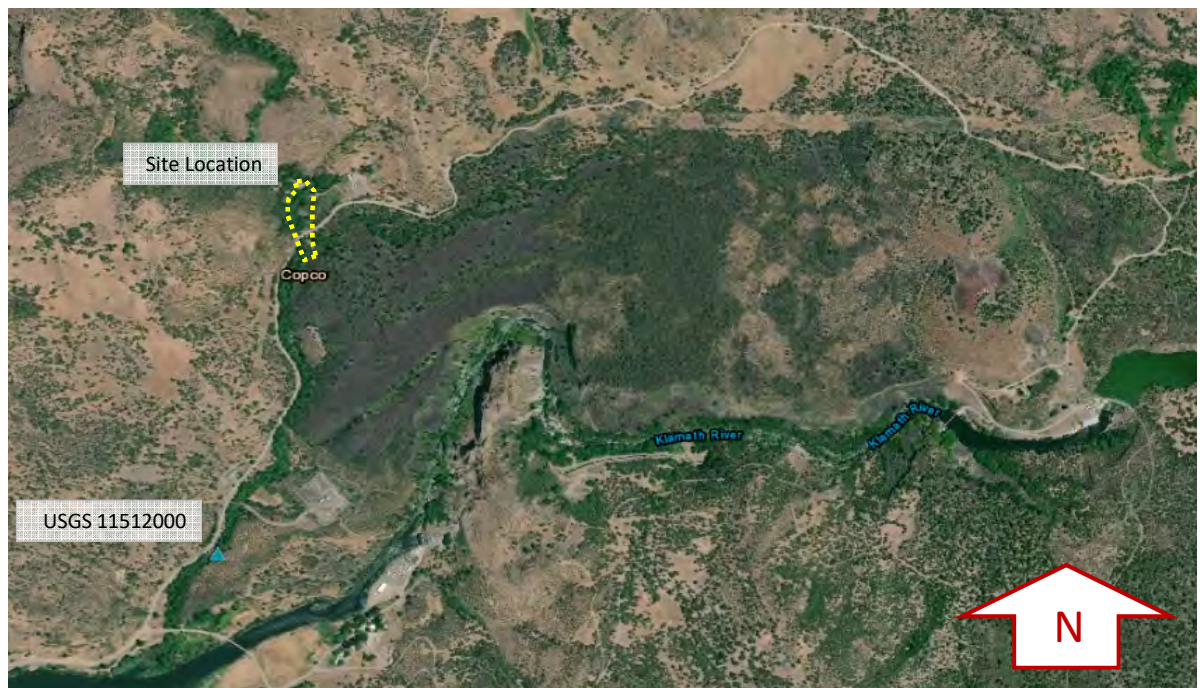 Site Location
Copco
Klamath River
Klamath River
USGS 11512000
N